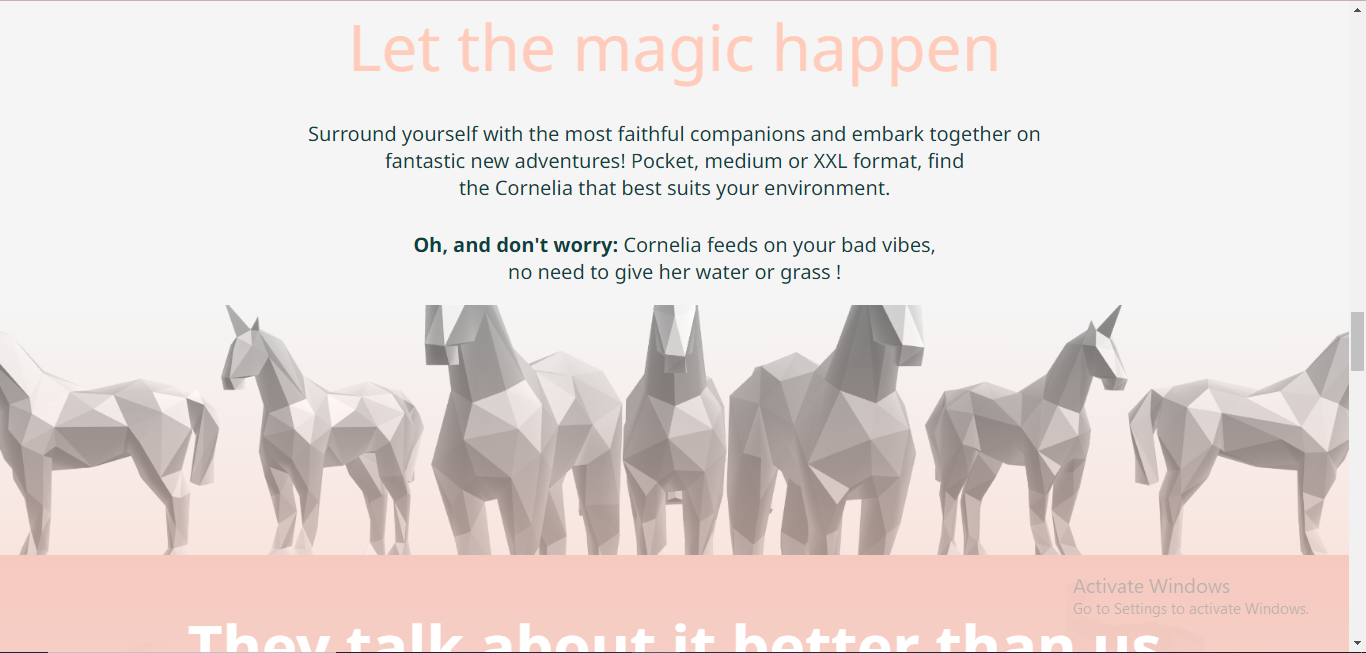 Let the magic happen
Surround yourself with the most faithful companions and embark together on
fantastic new adventures! Pocket, medium or XXL format, find
the Cornelia that best suits your environment.
Oh, and don't worry: Cornelia feeds on your bad vibes,
no need to give her water or grass !
Activate Windows
Go to Settings to activate Windows.
They talk about it better than us